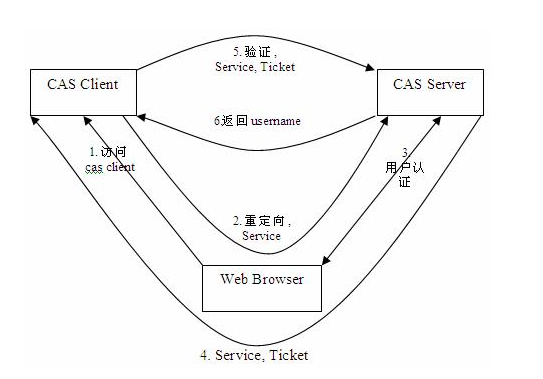 5.验证,
Service, Ticket
CAS Client
CAS Server
6返回 username
1.访问
cas client
3
用户认
证
2.重定向,
Service
Web Browser
4. Service, Ticket